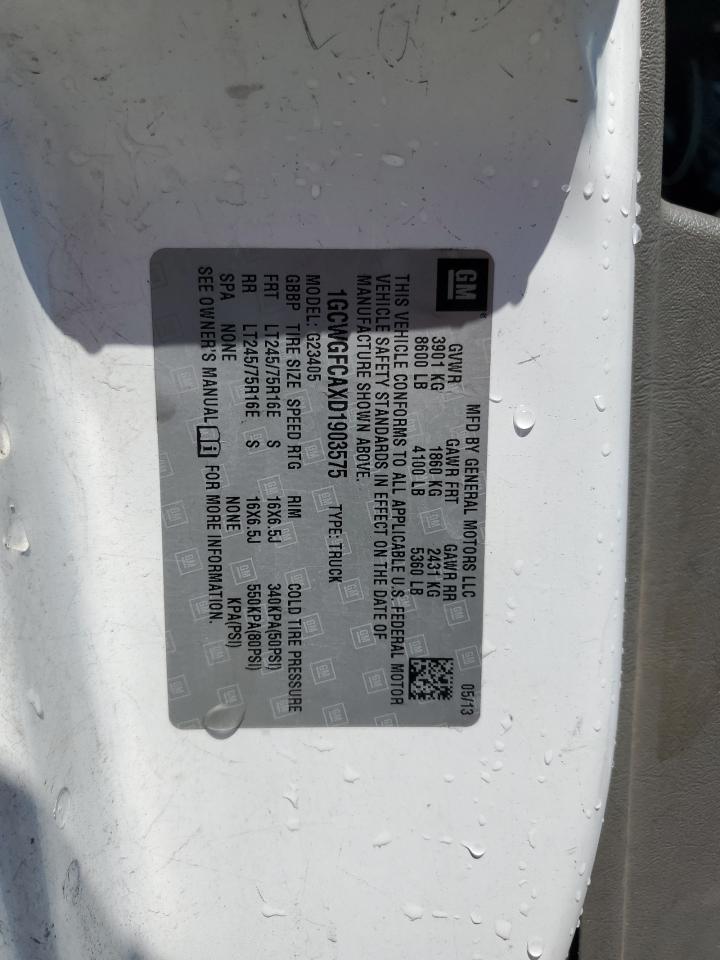 GM
MFD BY GENERAL MOTORS LLC 05/13
GVWR GAWR FRT GAWR RR
3901 KG 1860 KG 2431 KG
8600 LB 4100 LB 5360 LB
THIS VEHICLE CONFORMS TO ALL APPLICABLE U.S. FEDERAL MOTOR
VEHICLE SAFETY STANDARDS IN EFFECT ON THE DATE OF
MANUFACTURE SHOWN ABOVE.
1GCWGFCAXD1903575 TYPE: TRUCK
MODEL: G23405
GBBP TIRE SIZE SPEED RTG RIM COLD TIRE PRESSURE
FRT LT245/75R16E S 16X6.5J 340KPA(50PSI)
RR LT245/75R16E S 16X6.5J 550KPA(80PSI)
SPA NONE NONE KPA(PSI)
SEE OWNER'S MANUAL FOR MORE INFORMATION.